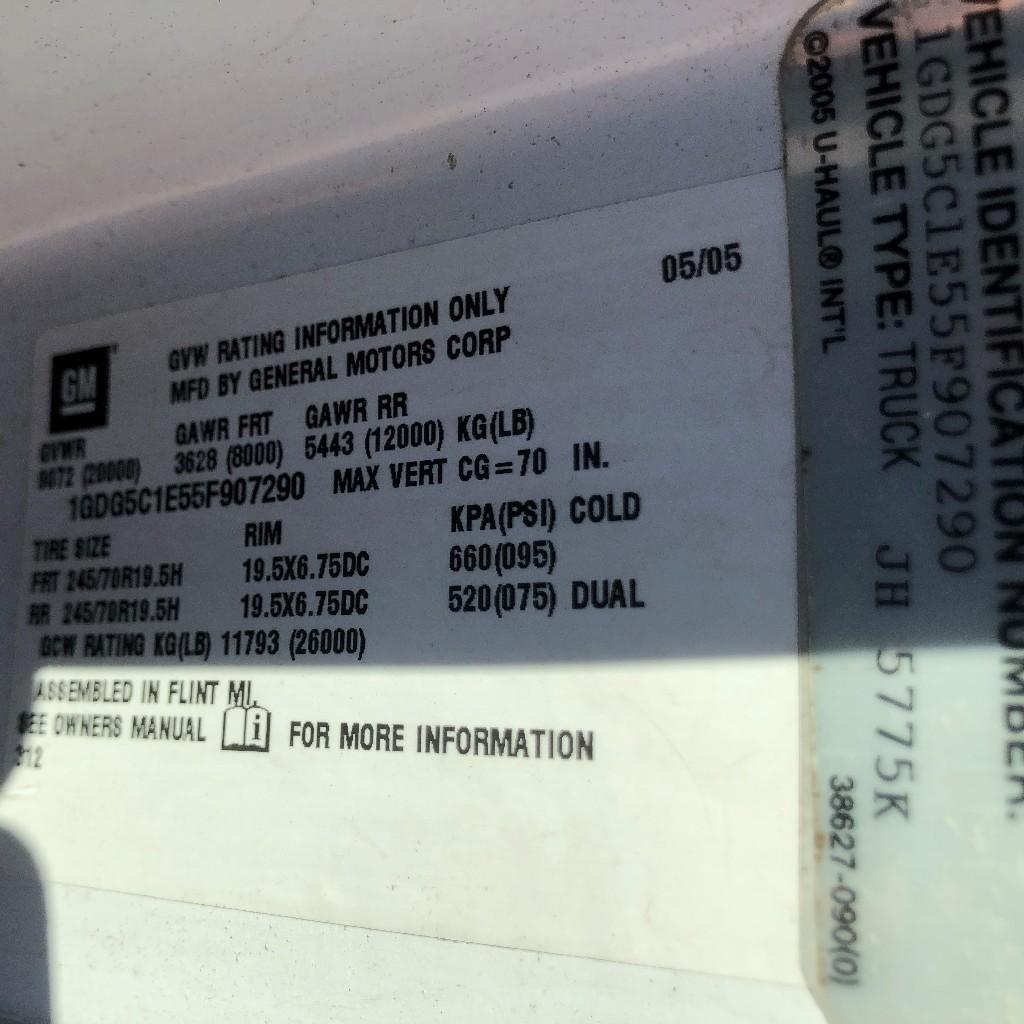 05/05
GM
GVW RATING INFORMATION ONLY
MFD BY GENERAL MOTORS CORP
GVWR GAWR FRT GAWR RR
9072 (20000) 3628 (8000) 5443 (12000) KG(LB)
1GDG5C1E55F907290 MAX VERT CG=70 IN.
TIRE SIZE RIM KPA(PSI) COLD
FRT 245/70R19.5H 19.5X6.75DC 660(095)
RR 245/70R19.5H 19.5X6.75DC 520(075) DUAL
GCW RATING KG(LB) 11793 (26000)
ASSEMBLED IN FLINT MI.
SEE OWNERS MANUAL i FOR MORE INFORMATION
312
VEHICLE IDENTIFICATION NUMBER.
1GDG5C1E55F907290
VEHICLE TYPE: TRUCK JH 5775K
©2005 U-HAUL® INT'L 38627-090(0)